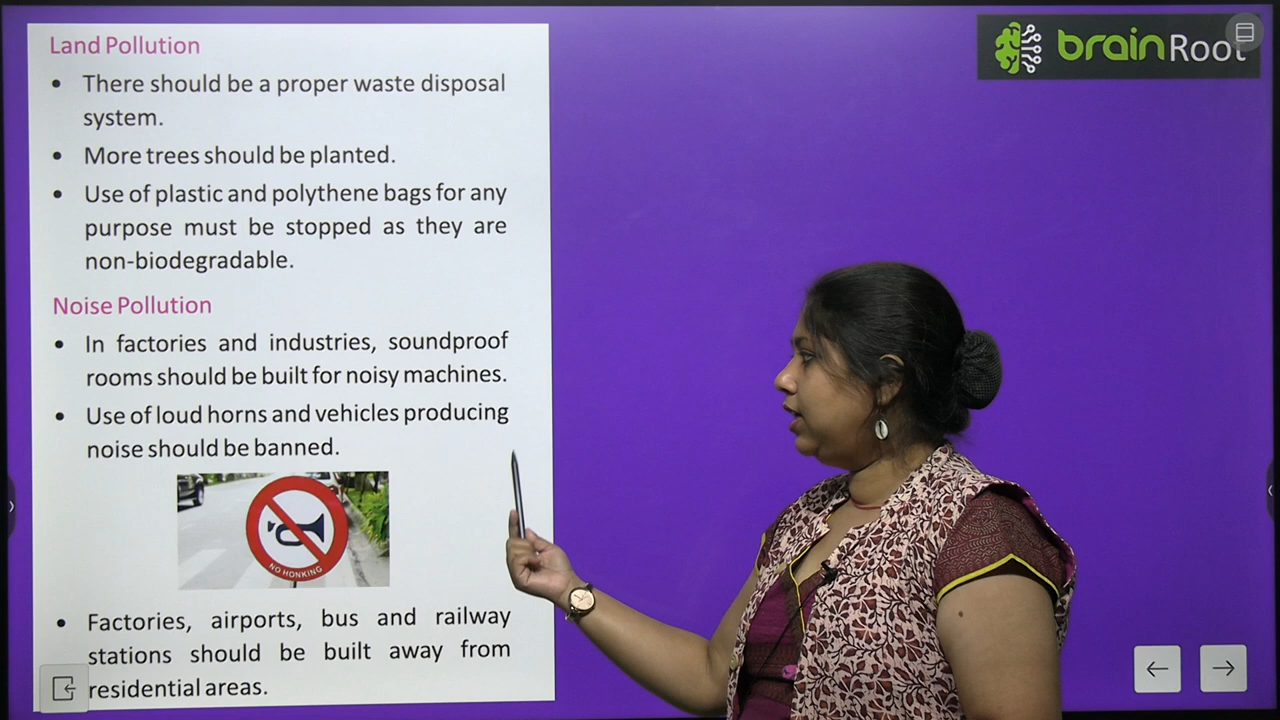 Land Pollution
• There should be a proper waste disposal
system.
• More trees should be planted.
• Use of plastic and polythene bags for any
purpose must be stopped as they are
non-biodegradable.
Noise Pollution
• In factories and industries, soundproof
rooms should be built for noisy machines.
• Use of loud horns and vehicles producing
noise should be banned.
NO HONKING
• Factories, airports, bus and railway
stations should be built away from
residential areas.
brainRoot